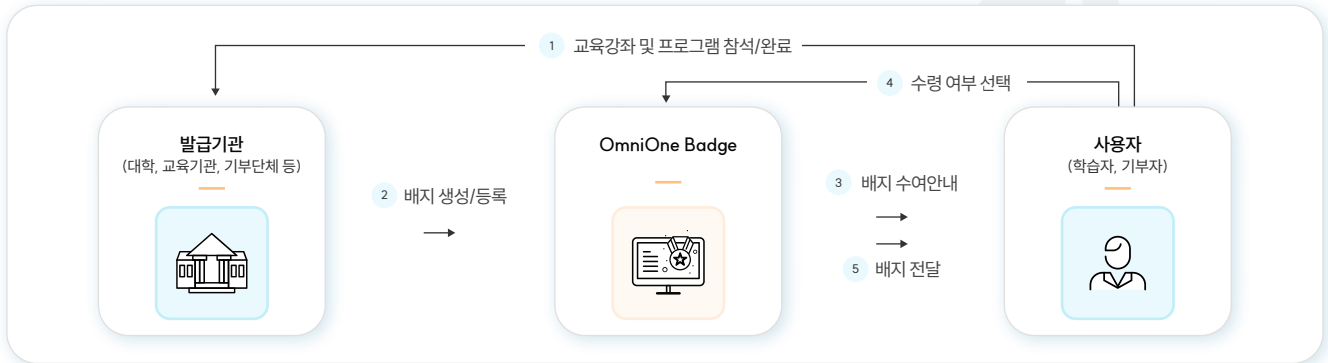 1 교육강좌 및 프로그램 참석/완료
4 수령 여부 선택
발급기관
(대학, 교육기관, 기부단체 등)
2 배지 생성/등록
OmniOne Badge
3 배지 수여안내
5 배지 전달
사용자
(학습자, 기부자)